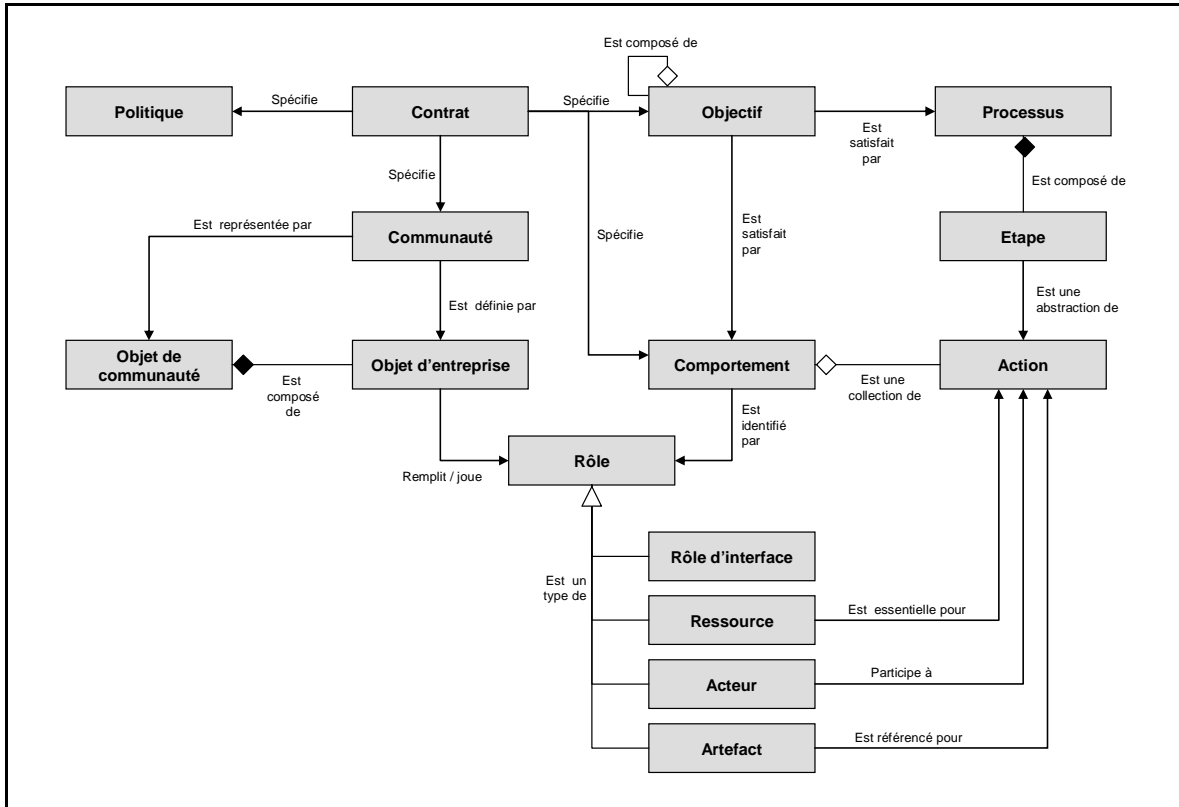 Est composé de
Politique
Spécifie
Contrat
Spécifie
Objectif
Est
satisfait
par
Processus
Spécifie
Est composé de
Est  représentée par
Communauté
Spécifie
Est
satisfait
par
Etape
Est  définie par
Est une
abstraction de
Objet de
communauté
Est
composé
de
Objet d'entreprise
Comportement
Est une
collection de
Action
Est
identifié
par
Remplit / joue
Rôle
Est  un
type de
Rôle d'interface
Ressource
Est  essentielle pour
Acteur
Participe à
Artefact
Est référencé pour